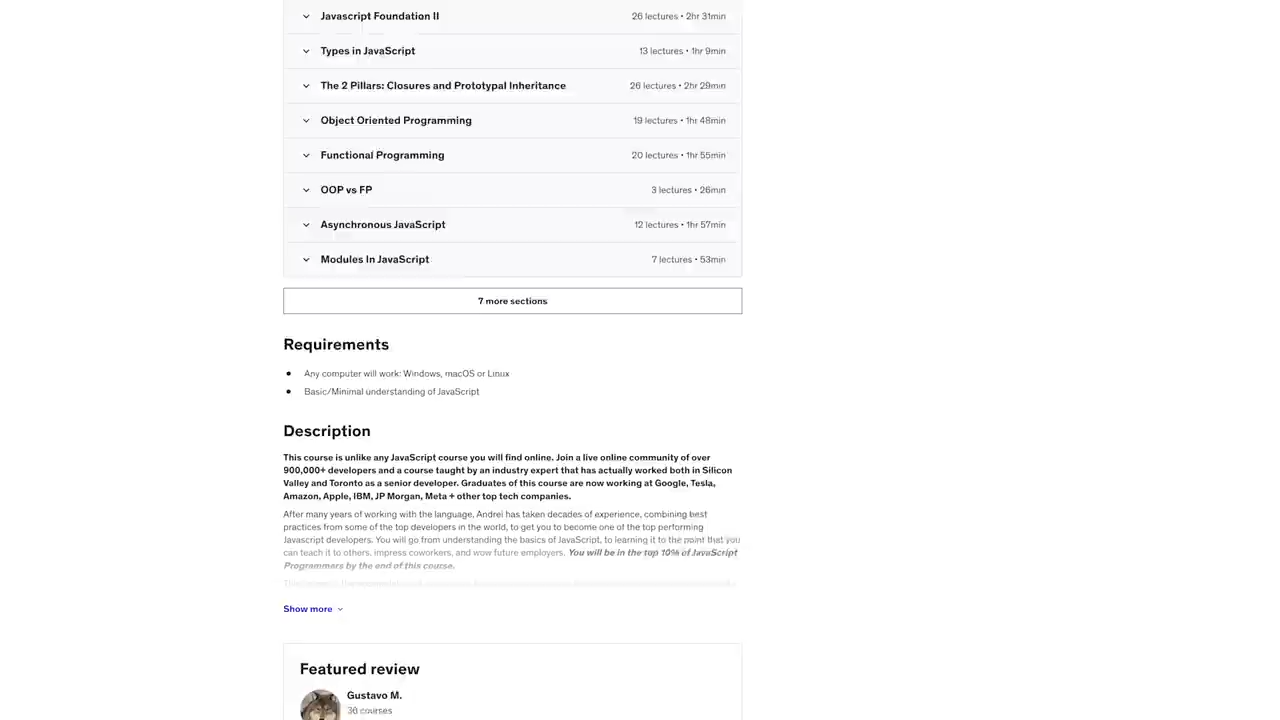 Javascript Foundation II
26 lectures • 2hr 31min
Types in JavaScript
13 lectures • 1hr 9min
The 2 Pillars: Closures and Prototypal Inheritance
26 lectures • 2hr 29min
Object Oriented Programming
19 lectures • 1hr 48min
Functional Programming
20 lectures • 1hr 55min
OOP vs FP
3 lectures • 26min
Asynchronous JavaScript
12 lectures • 1hr 57min
Modules In JavaScript
7 lectures • 53min
7 more sections
Requirements
Any computer will work: Windows, macOS or Linux
Basic/Minimal understanding of JavaScript
Description
This course is unlike any JavaScript course you will find online. Join a live online community of over
900,000+ developers and a course taught by an industry expert that has actually worked both in Silicon
Valley and Toronto as a senior developer. Graduates of this course are now working at Google, Tesla,
Amazon, Apple, IBM, JP Morgan, Meta + other top tech companies.
After many years of working with the language, Andrei has taken decades of experience, combining best
practices from some of the top developers in the world, to get you to become one of the top performing
Javascript developers. You will go from understanding the basics of JavaScript, to learning it to the point that you
can teach it to others, impress coworkers, and wow future employers. You will be in the top 10% of JavaScript
Programmers by the end of this course.
Show more
Featured review
Gustavo M.
36 courses